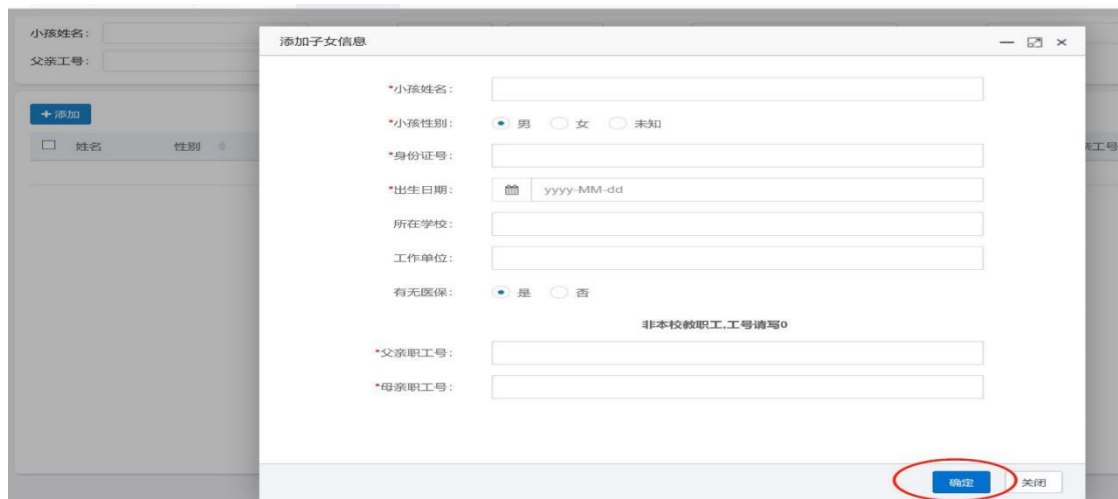 小孩姓名：
父亲工号：
添加子女信息
*小孩姓名：
*小孩性别： 男 女 未知
+添加
姓名 性别
工号
*身份证号：
*出生日期： yyyy-MM-dd
所在学校：
工作单位：
有无医保： 是 否
非本校教职工,工号请写0
*父亲职工号：
*母亲职工号：
确定 关闭